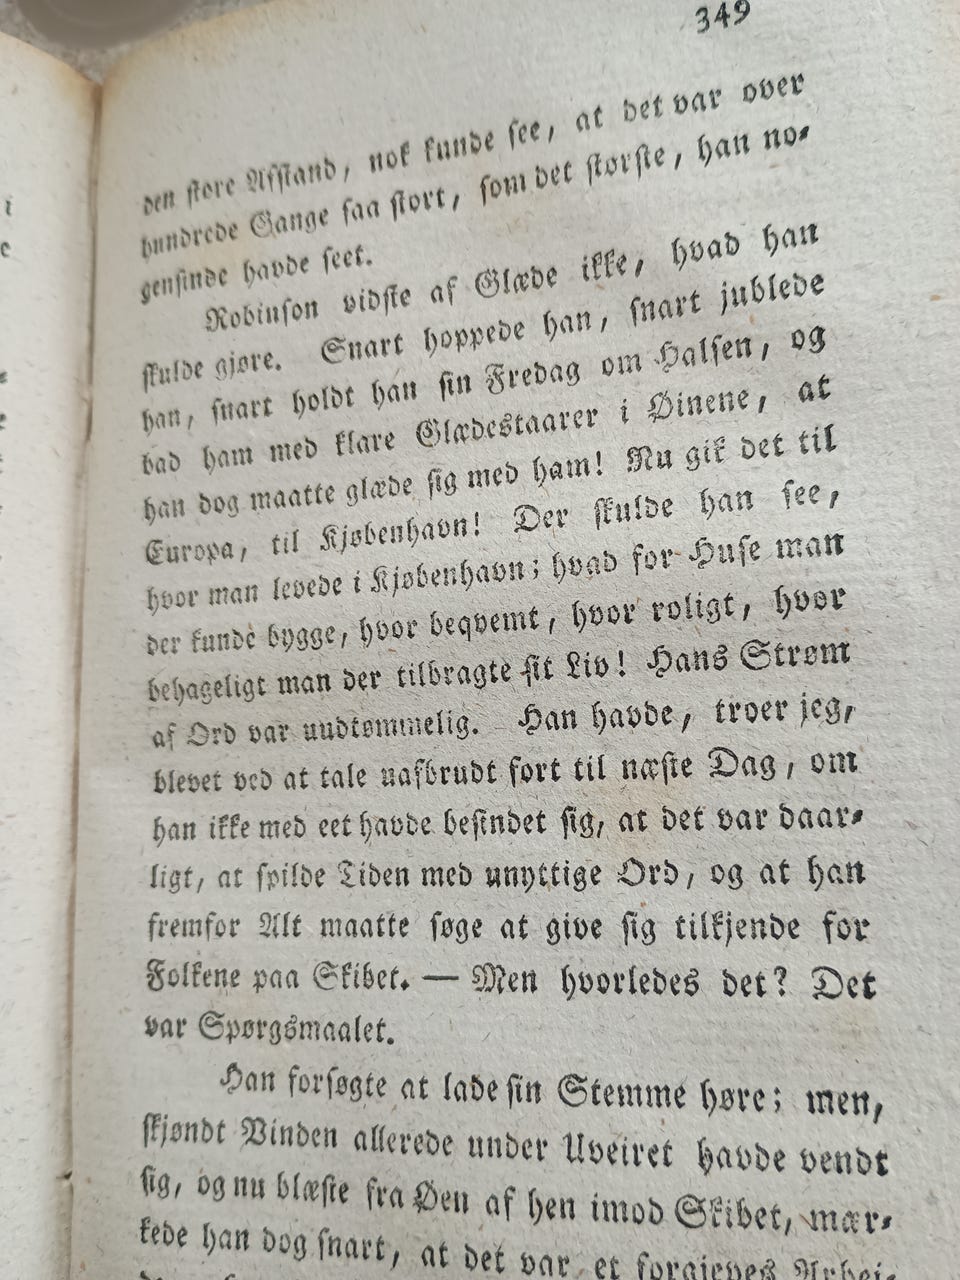 349
den store Afstand, nok kunde see, at det var over
hundrede Gange saa stort, som det største, han no-
gensinde havde seet.
Robinson vidste af Glæde ikke, hvad han
skulde gjøre. Snart hoppede han, snart jublede
han, snart holdt han sin Fredag om Halsen, og
bad ham med klare Glædestaarer i Øinene, at
han dog maatte glæde sig med ham! Nu gik det til
Europa, til Kjøbenhavn! Der skulde han see,
hvor man levede i Kjøbenhavn; hvad for Huse man
der kunde bygge, hvor beqvemt, hvor roligt, hvor
behageligt man der tilbragte sit Liv! Hans Strøm
af Ord var uudtømmelig. Han havde, troer jeg,
blevet ved at tale uafbrudt fort til næste Dag, om
han ikke med eet havde besindet sig, at det var daar-
ligt, at spilde Tiden med unyttige Ord, og at han
fremfor Alt maatte søge at give sig tilkjende for
Folkene paa Skibet. — Men hvorledes det? Det
var Spørgsmaalet.
Han forsøgte at lade sin Stemme høre; men,
skjøndt Vinden allerede under Uveiret havde vendt
sig, og nu blæste fra Øen af hen imod Skibet, mær-
kede han dog snart, at det var et forgjeves Arbei-